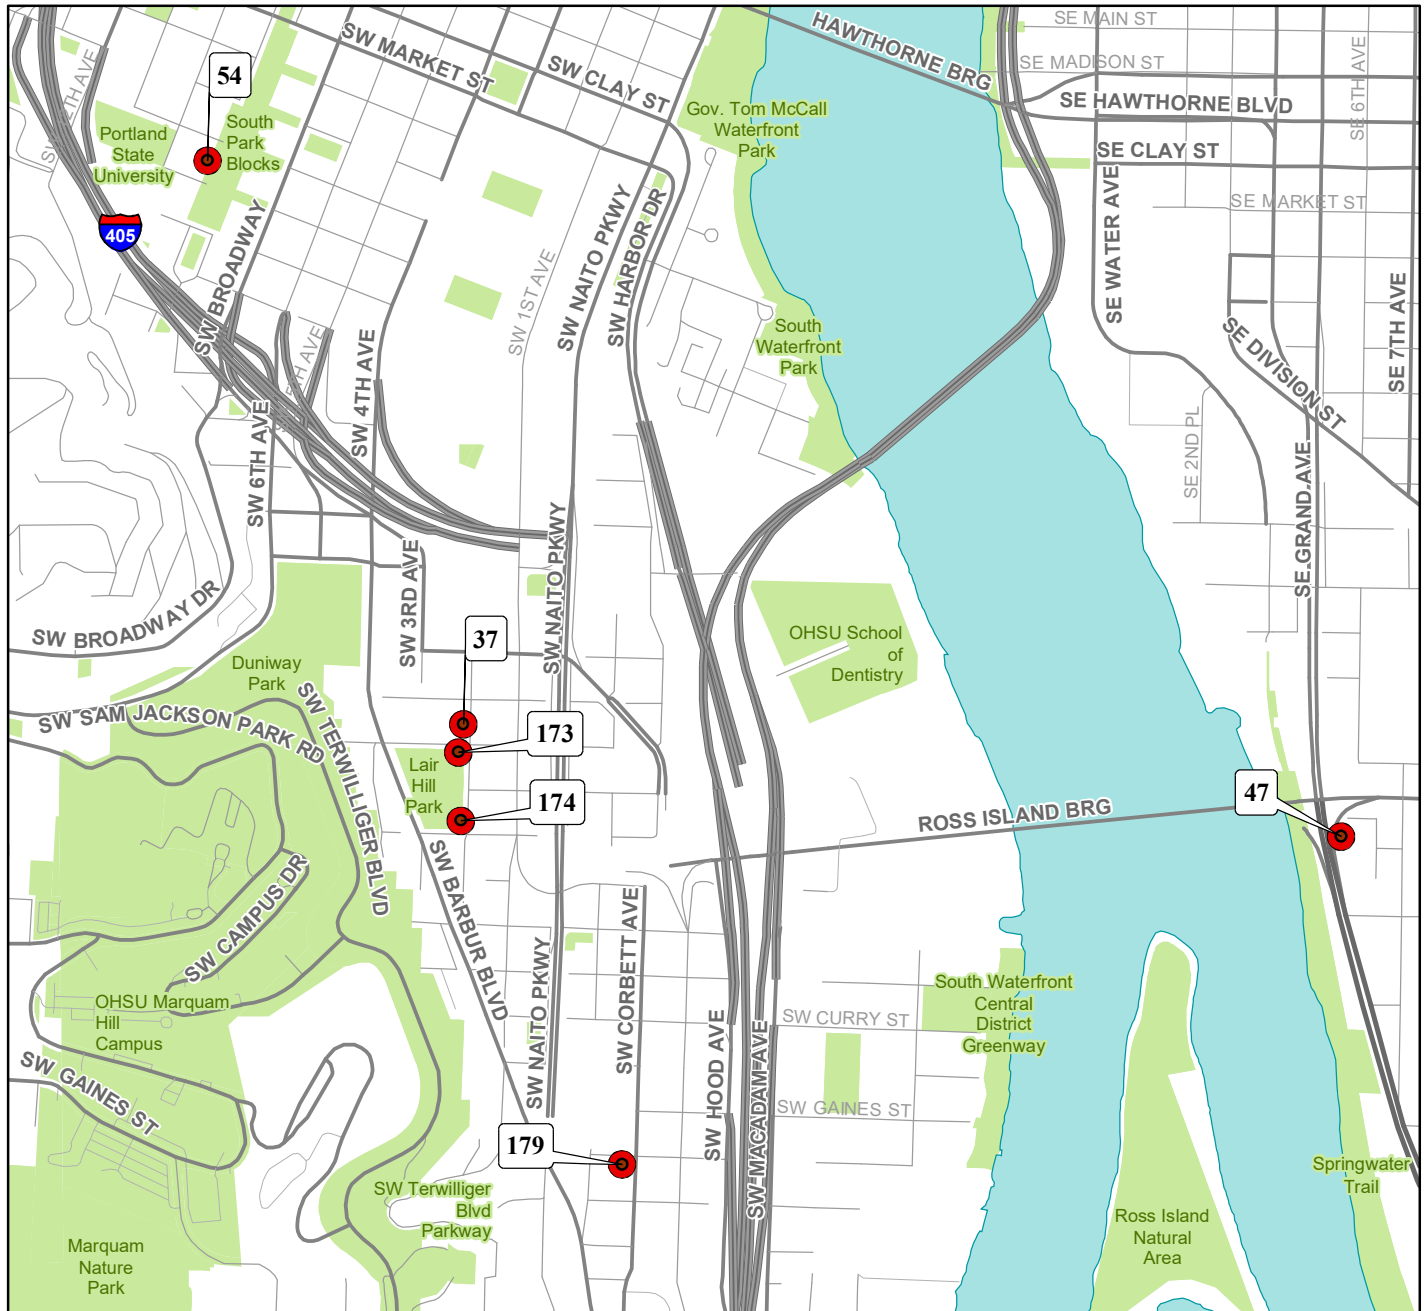 SE MAIN ST
HAWTHORNE BRG
SW MARKET ST
SE MADISON ST
SE 6TH AVE
54
SW CLAY ST
SE HAWTHORNE BLVD
Gov. Tom McCall
Waterfront
Park
Portland
State
University
South
Park
Blocks
SE CLAY ST
SE MARKET ST
405
SW BROADWAY
SW NAITO PKWY
SW HARBOR DR
SE WATER AVE
SW 1ST AVE
South
Waterfront
Park
SE 7TH AVE
SE DIVISION ST
SW 4TH AVE
SW 6TH AVE
SE 2ND PL
SE GRAND AVE
SW NAITO PKWY
SW 3RD AVE
SW BROADWAY DR
37
OHSU School
of
Dentistry
Duniway
Park
SW SAM JACKSON PARK RD
SW TERWILLIGER BLVD
173
Lair
Hill
Park
174
47
ROSS ISLAND BRG
SW CAMPUS DR
SW BARBUR BLVD
SW CORBETT AVE
SW NAITO PKWY
OHSU Marquam
Hill
Campus
South Waterfront
Central
District
Greenway
SW CURRY ST
SW HOOD AVE
SW MACADAM AVE
SW GAINES ST
SW GAINES ST
179
SW Terwilliger
Blvd
Parkway
Springwater
Trail
Ross Island
Natural
Area
Marquam
Nature
Park